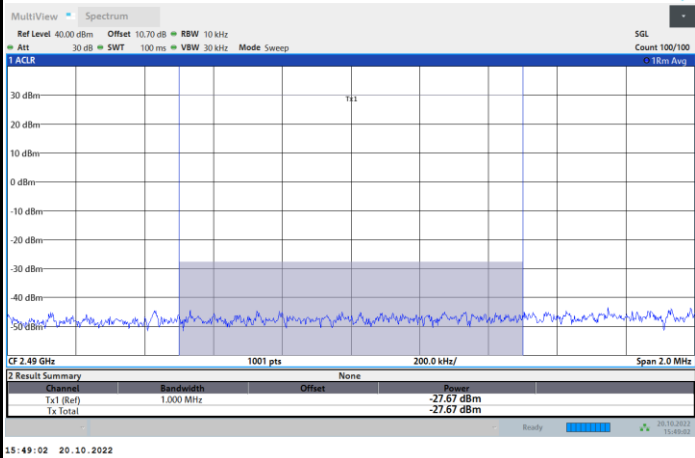 MultiView Spectrum
Ref Level 40.00 dBm Offset 10.70 dB RBW 10 kHz SGL
Att 30 dB SWT 100 ms VBW 30 kHz Mode Sweep Count 100/100
1 ACLR 1Rm Avg
Tx1
30 dBm
20 dBm
10 dBm
0 dBm
-10 dBm
-20 dBm
-30 dBm
-40 dBm
-50 dBm
CF 2.49 GHz 1001 pts 200.0 kHz/ Span 2.0 MHz
2 Result Summary None
Channel Bandwidth Offset Power
Tx1 (Ref) 1.000 MHz -27.67 dBm
Tx Total -27.67 dBm
Ready 20.10.2022
15:49:02
15:49:02 20.10.2022